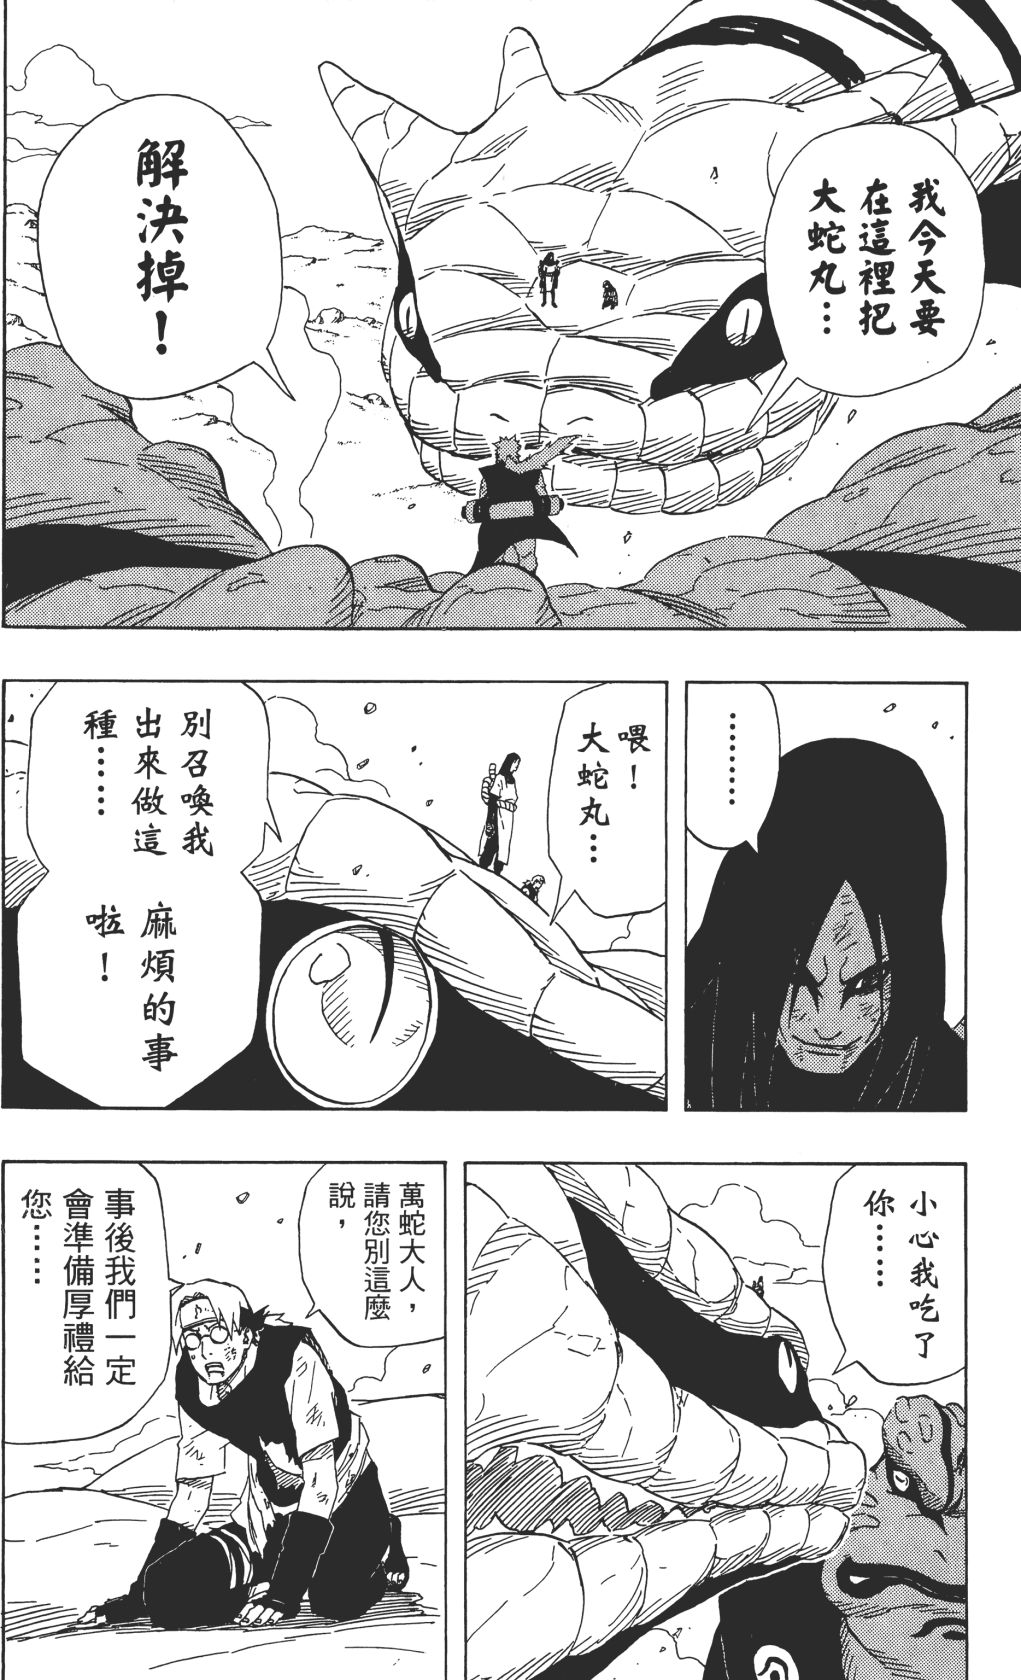 我今天要
在這裡把
大蛇丸…
解決掉！
………
喂！
大蛇丸…
別召喚我
出來做這
種……
麻煩的事
啦！
小心我吃了
你……
萬蛇大人，
請您別這麼
說，
事後我們一定
會準備厚禮給
您……